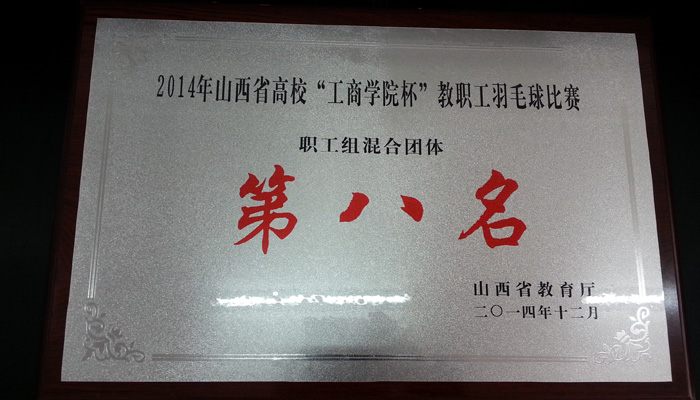 2014年山西省高校“工商学院杯”教职工羽毛球比赛
职工组混合团体
第八名
山西省教育厅
二〇一四年十二月